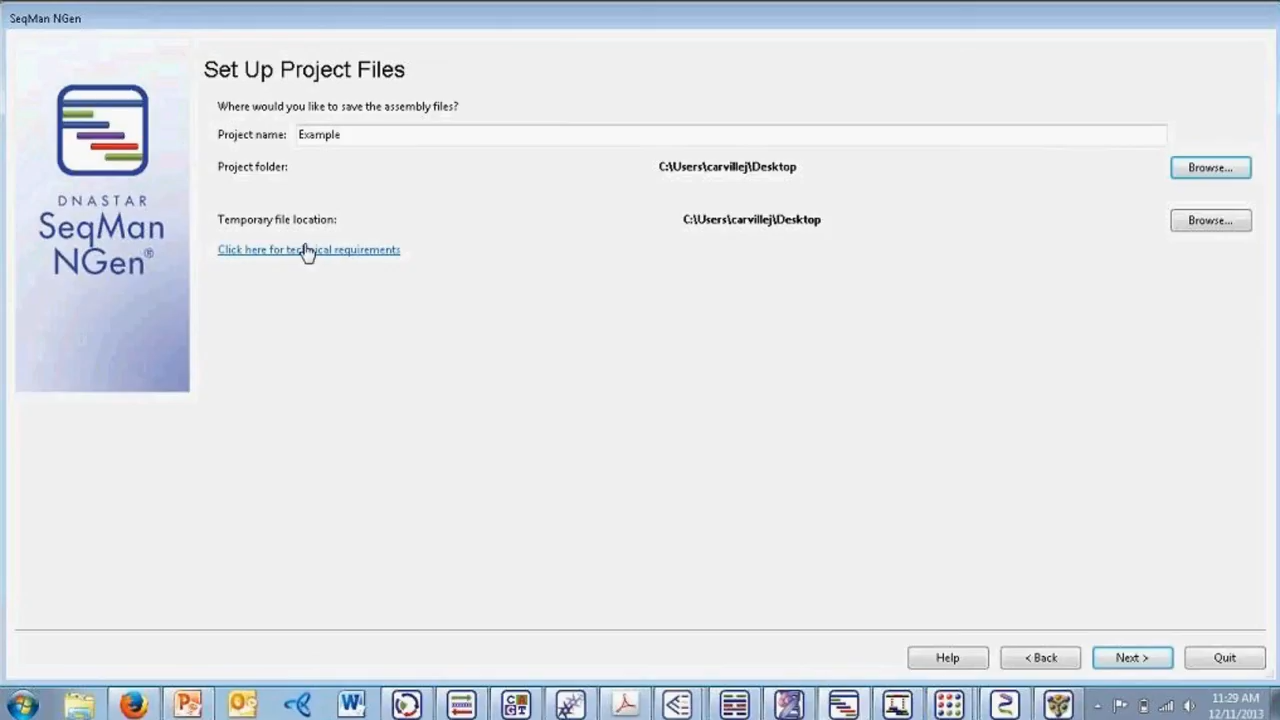 SeqMan NGen
Set Up Project Files
Where would you like to save the assembly files?
Project name: Example
Project folder: C:\Users\carvillej\Desktop Browse...
Temporary file location: C:\Users\carvillej\Desktop Browse...
Click here for technical requirements
DNASTAR
SeqMan
NGen®
Help < Back Next > Quit
11:29 AM
12/11/2013